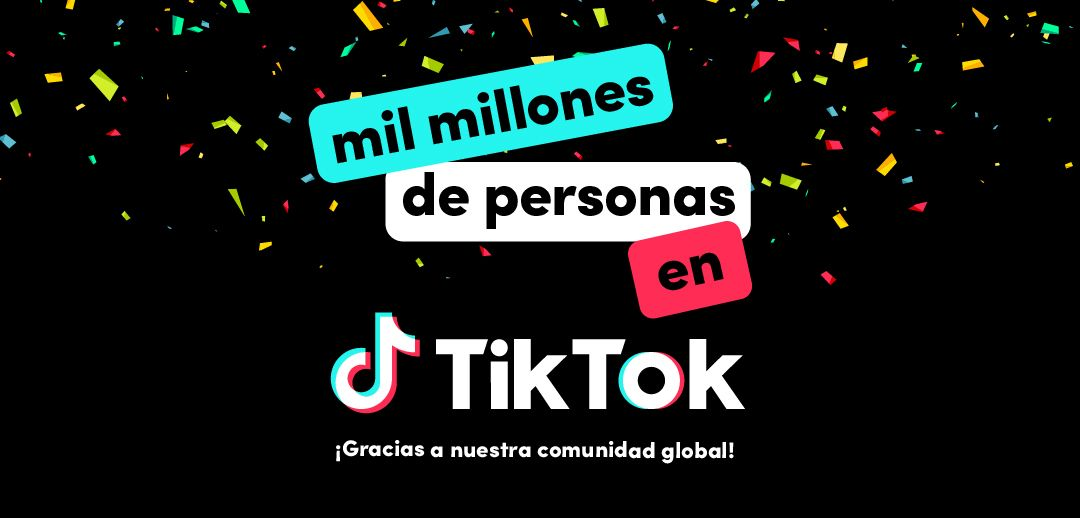 mil millones
de personas
en
TikTok
¡Gracias a nuestra comunidad global!